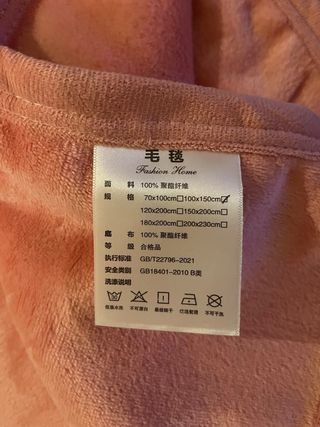 毛毯
Fashion Home
面 料 100% 聚酯纤维
规 格 70x100cm□100x150cm☑
120x200cm□150x200cm□
180x200cm□200x230cm□
底 布 100% 聚酯纤维
等 级 合格品
执行标准 GB/T22796-2021
安全类别 GB18401-2010 B类
洗涤说明
低温水洗 不可漂白 悬挂晾干 低温熨烫 不可干洗